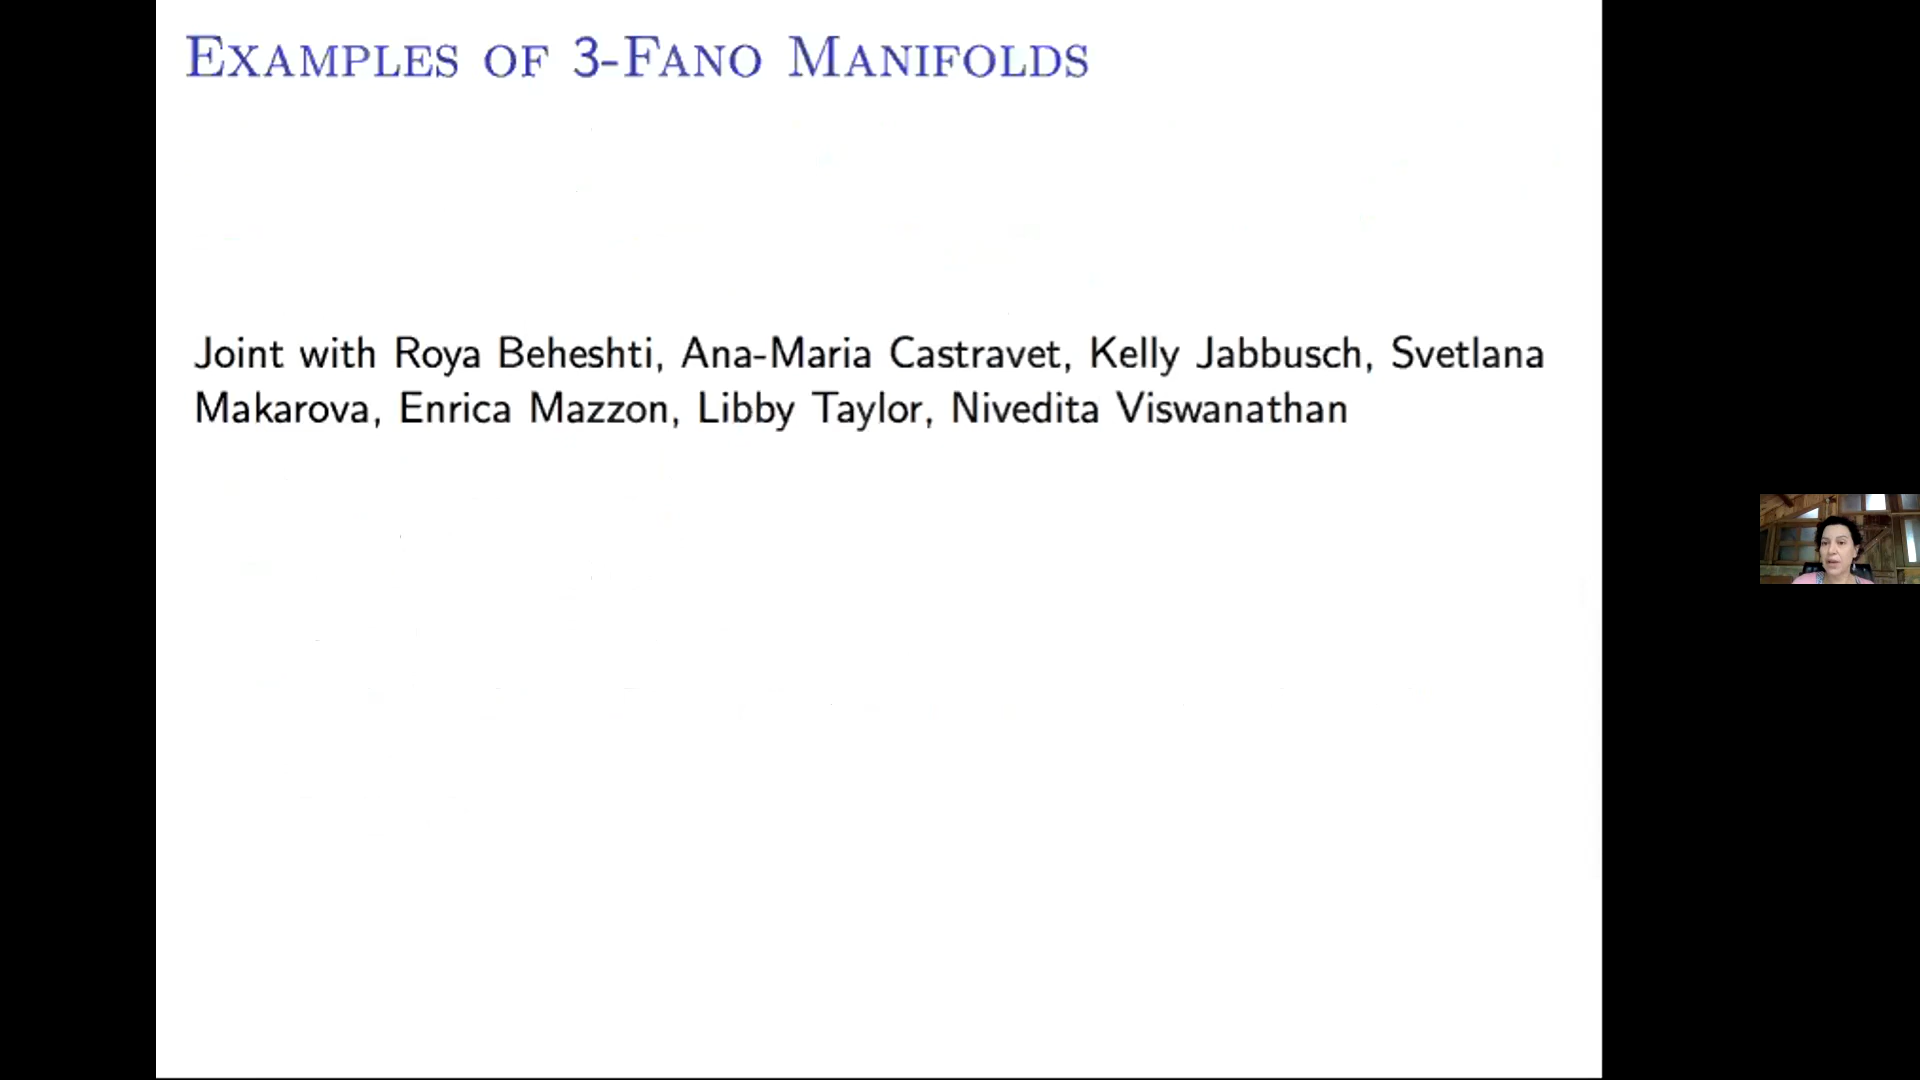 Examples of 3-Fano Manifolds
Joint with Roya Beheshti, Ana-Maria Castravet, Kelly Jabbusch, Svetlana
Makarova, Enrica Mazzon, Libby Taylor, Nivedita Viswanathan